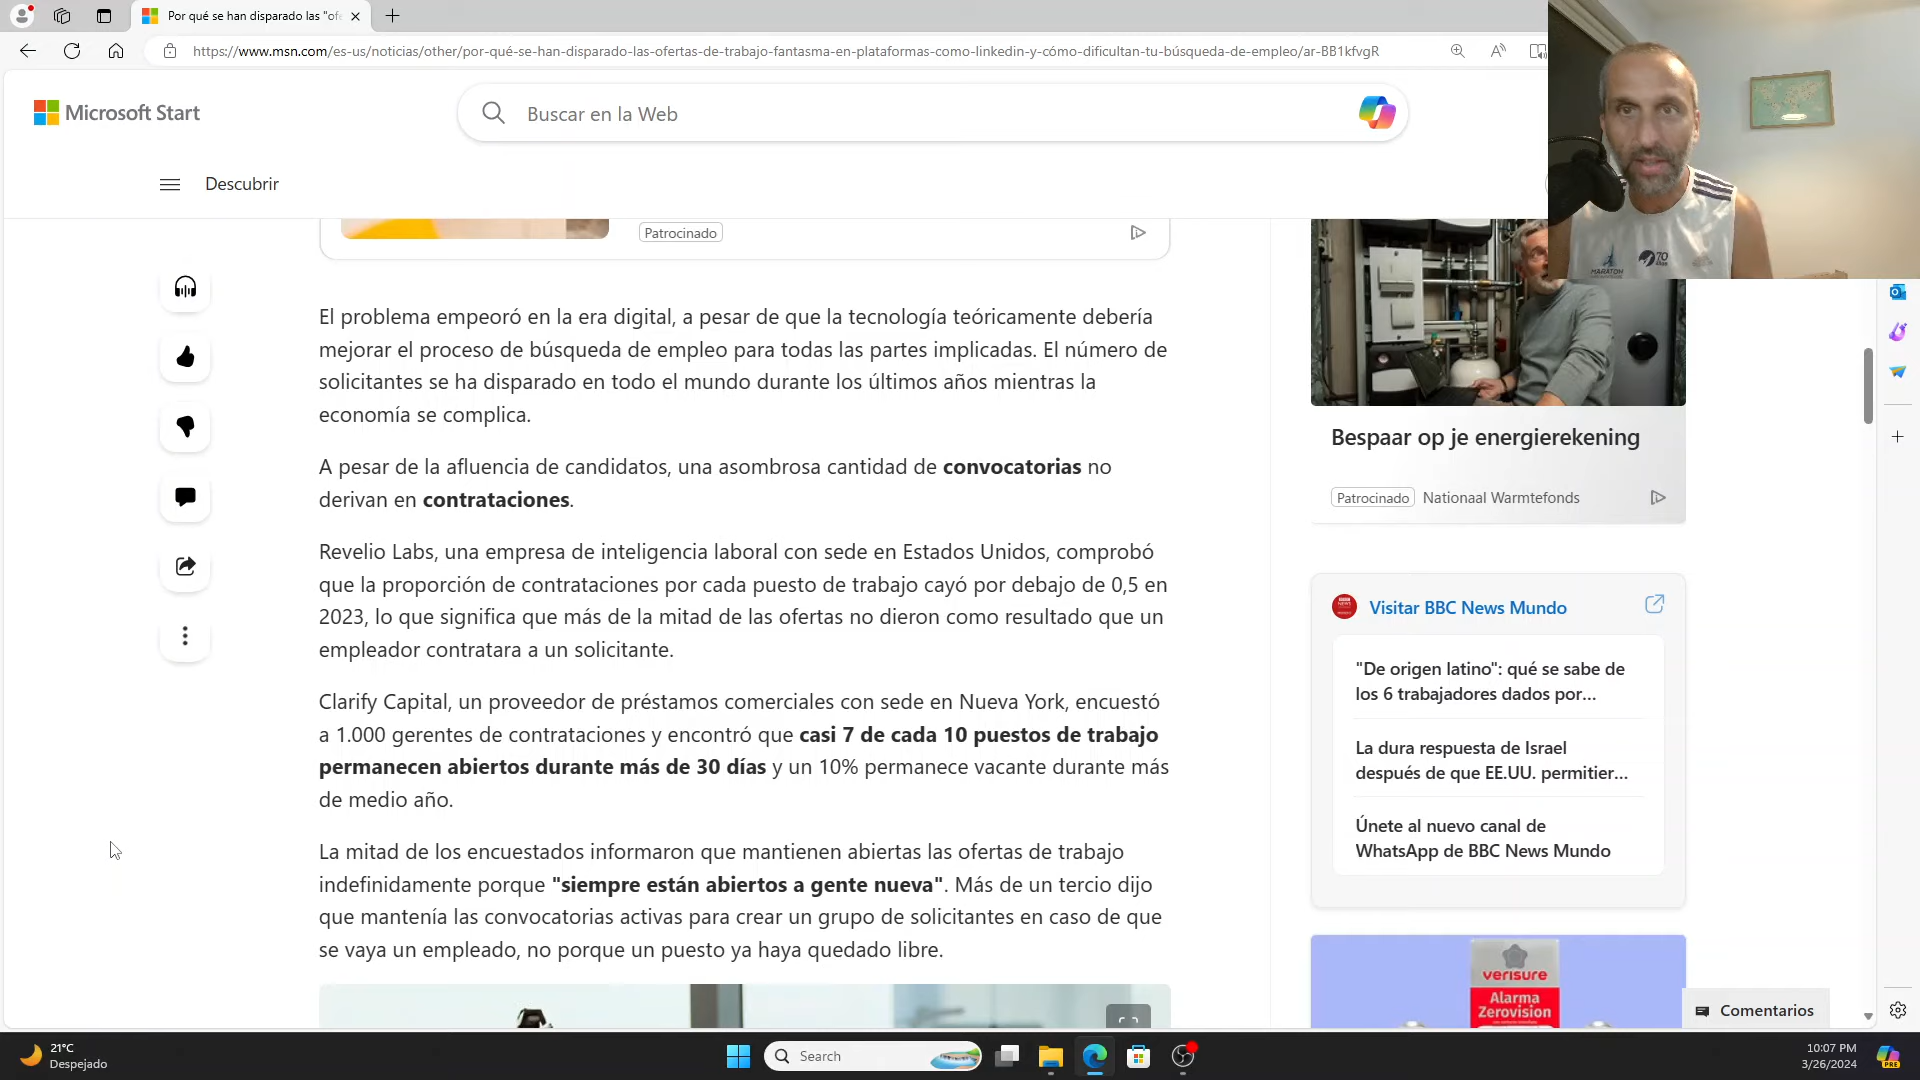 Por qué se han disparado las "ofe
https://www.msn.com/es-us/noticias/other/por-qué-se-han-disparado-las-ofertas-de-trabajo-fantasma-en-plataformas-como-linkedin-y-cómo-dificultan-tu-búsqueda-de-empleo/ar-BB1kfvgR
Microsoft Start
Buscar en la Web
Descubrir
Patrocinado
El problema empeoró en la era digital, a pesar de que la tecnología teóricamente debería
mejorar el proceso de búsqueda de empleo para todas las partes implicadas. El número de
solicitantes se ha disparado en todo el mundo durante los últimos años mientras la
economía se complica.
A pesar de la afluencia de candidatos, una asombrosa cantidad de convocatorias no
derivan en contrataciones.
Revelio Labs, una empresa de inteligencia laboral con sede en Estados Unidos, comprobó
que la proporción de contrataciones por cada puesto de trabajo cayó por debajo de 0,5 en
2023, lo que significa que más de la mitad de las ofertas no dieron como resultado que un
empleador contratara a un solicitante.
Clarify Capital, un proveedor de préstamos comerciales con sede en Nueva York, encuestó
a 1.000 gerentes de contrataciones y encontró que casi 7 de cada 10 puestos de trabajo
permanecen abiertos durante más de 30 días y un 10% permanece vacante durante más
de medio año.
La mitad de los encuestados informaron que mantienen abiertas las ofertas de trabajo
indefinidamente porque "siempre están abiertos a gente nueva". Más de un tercio dijo
que mantenía las convocatorias activas para crear un grupo de solicitantes en caso de que
se vaya un empleado, no porque un puesto ya haya quedado libre.
MARATON
70
Bespaar op je energierekening
Patrocinado Nationaal Warmtefonds
Visitar BBC News Mundo
"De origen latino": qué se sabe de
los 6 trabajadores dados por...
La dura respuesta de Israel
después de que EE.UU. permitier...
Únete al nuevo canal de
WhatsApp de BBC News Mundo
verisure
Alarma
Zerovision
Comentarios
21°C
Despejado
Search
10:07 PM
3/26/2024
PRE